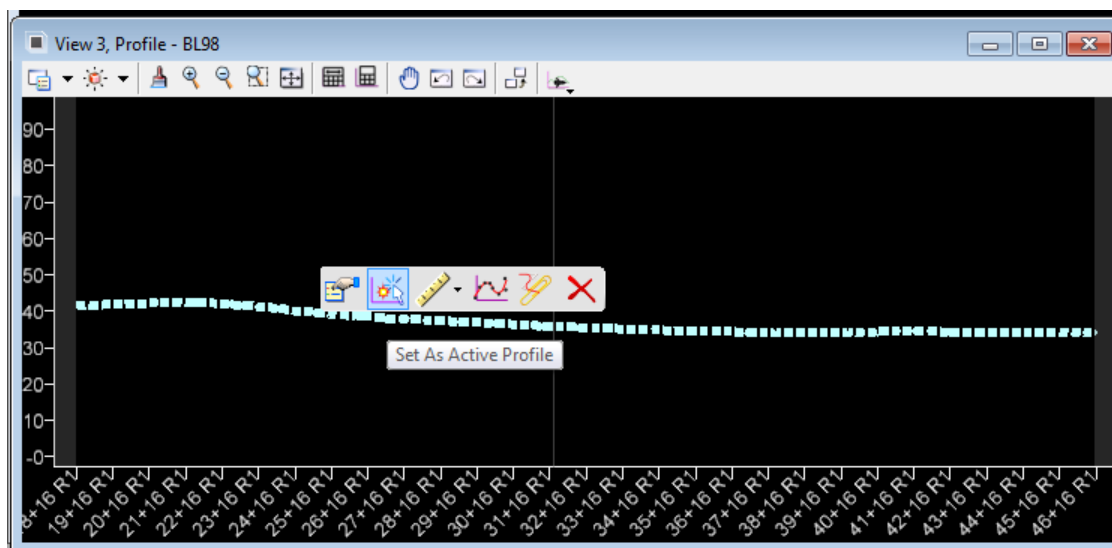 View 3, Profile - BL98
90
80
70
60
50
40
30
20
10
-0
Set As Active Profile
8+16 R1
19+16 R1
20+16 R1
21+16 R1
22+16 R1
23+16 R1
24+16 R1
25+16 R1
26+16 R1
27+16 R1
28+16 R1
29+16 R1
30+16 R1
31+16 R1
32+16 R1
33+16 R1
34+16 R1
35+16 R1
36+16 R1
37+16 R1
38+16 R1
39+16 R1
40+16 R1
41+16 R1
42+16 R1
43+16 R1
44+16 R1
45+16 R1
46+16 R1